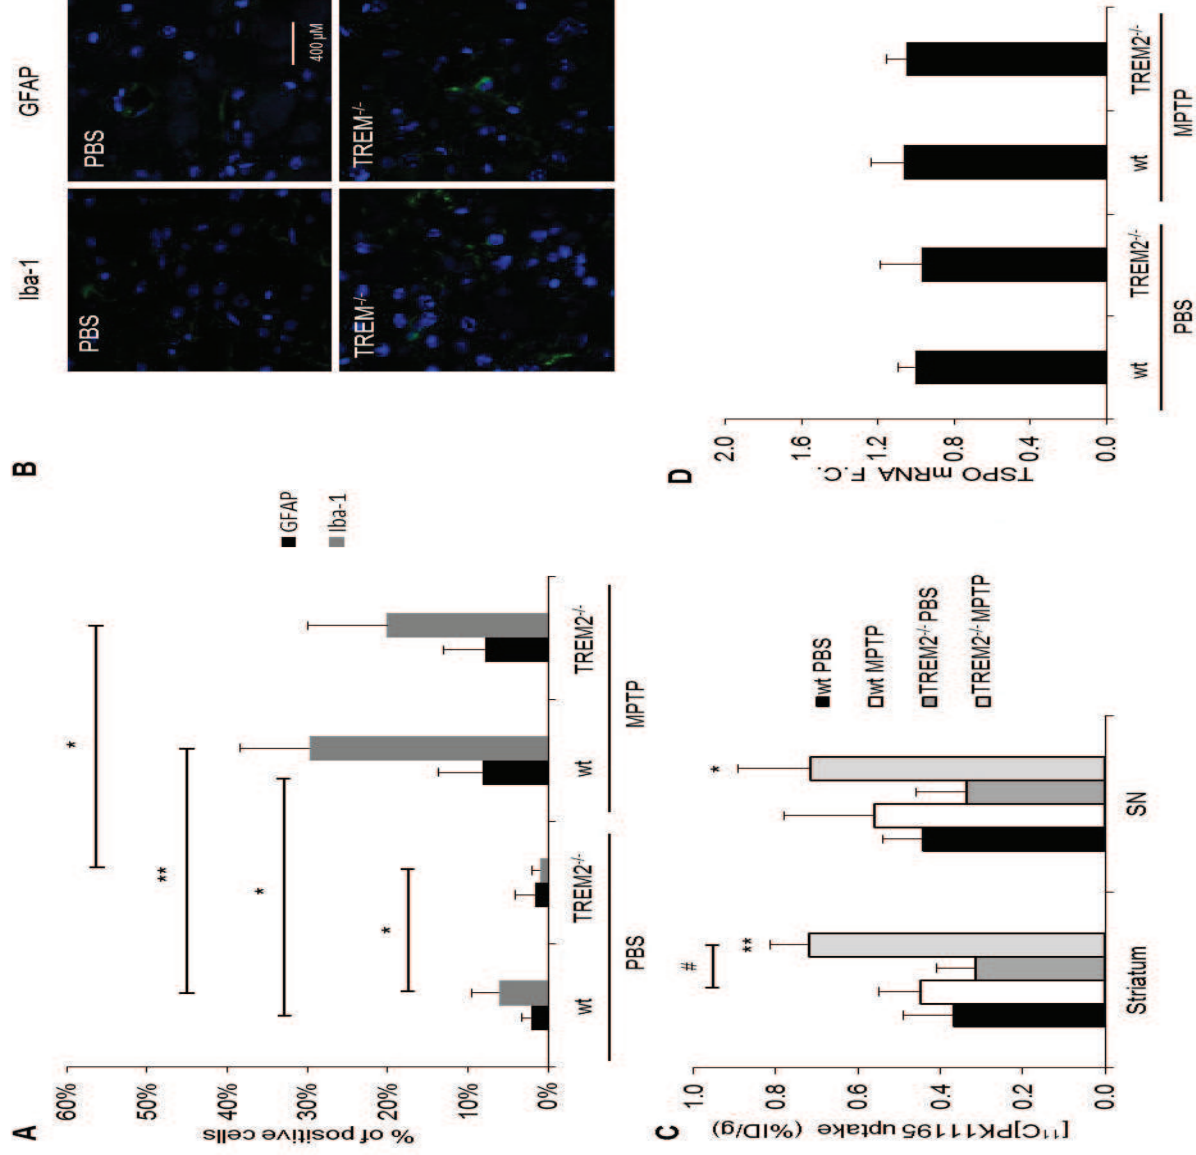 A
% of positive cells
60%
50%
40%
30%
20%
10%
0%
*
**
*
*
wt
TREM2-/-
wt
TREM2-/-
PBS
MPTP
GFAP
Iba-1
B
Iba-1
GFAP
PBS
PBS
400 µM
TREM-/-
TREM-/-
C
[11C]PK11195 uptake (%ID/g)
1.0
0.8
0.6
0.4
0.2
0.0
#
**
*
Striatum
SN
wt PBS
wt MPTP
TREM2-/- PBS
TREM2-/- MPTP
D
TSPO mRNA F.C.
2.0
1.6
1.2
0.8
0.4
0.0
wt
TREM2-/-
wt
TREM2-/-
PBS
MPTP